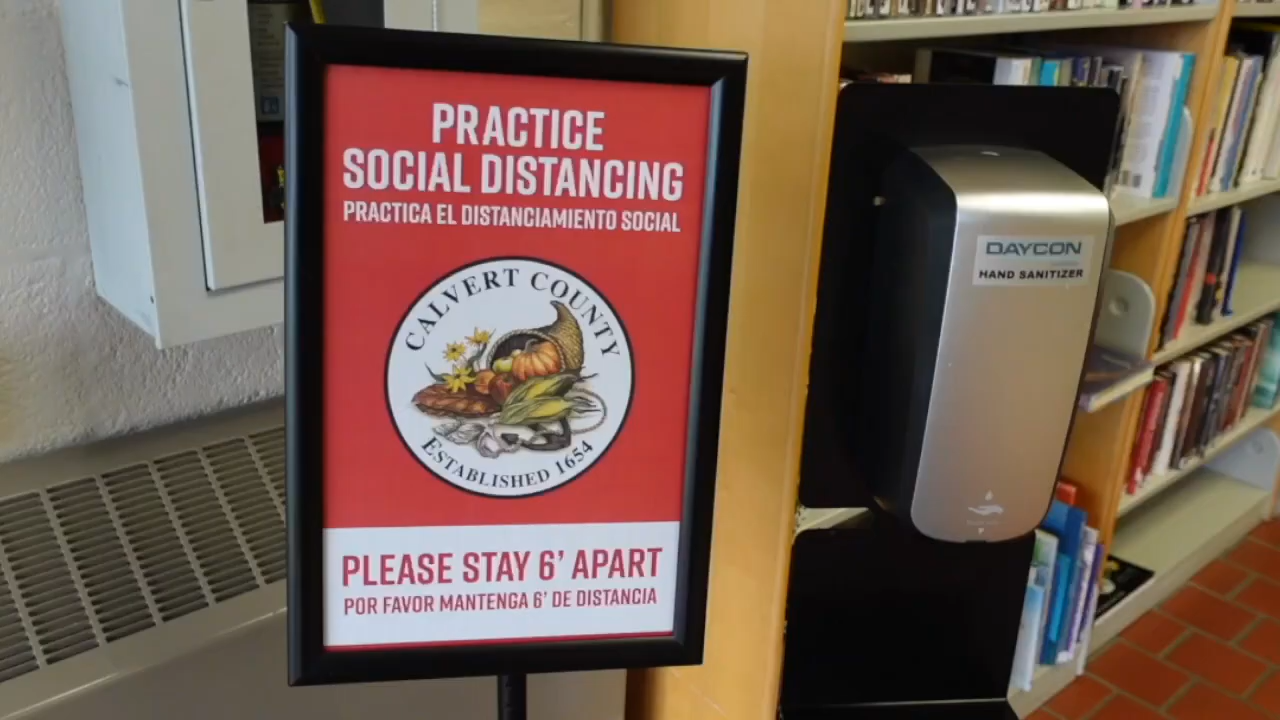 PRACTICE
SOCIAL DISTANCING
PRACTICA EL DISTANCIAMIENTO SOCIAL
CALVERT COUNTY
ESTABLISHED 1654
PLEASE STAY 6' APART
POR FAVOR MANTENGA 6' DE DISTANCIA
DAYCON
HAND SANITIZER